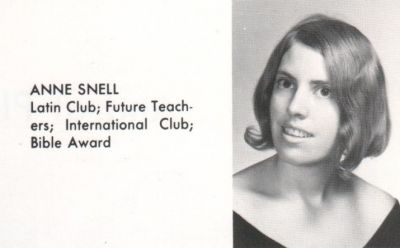 ANNE SNELL
Latin Club; Future Teach-
ers; International Club;
Bible Award